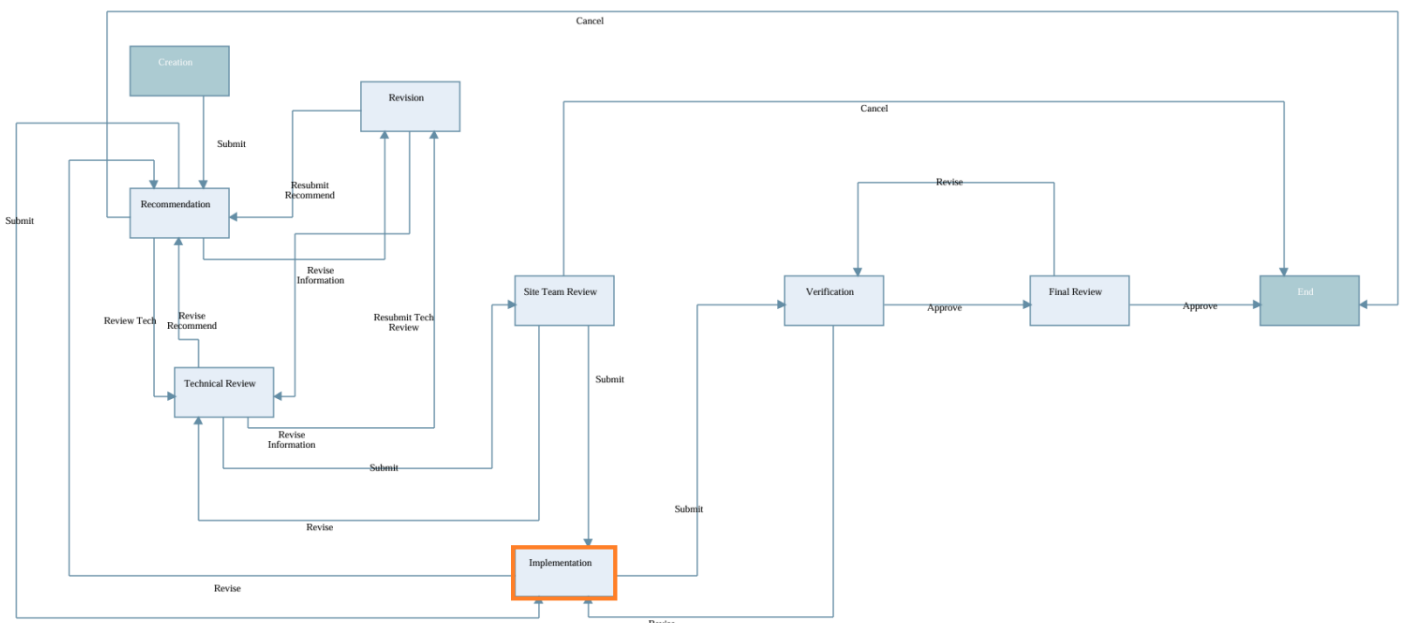 Cancel
Creation
Revision
Cancel
Submit
Revise
Resubmit
Recommend
Recommendation
Submit
Revise
Information
Site Team Review
Verification
Final Review
End
Approve
Approve
Review Tech
Revise
Recommend
Resubmit Tech
Review
Technical Review
Submit
Revise
Information
Submit
Submit
Revise
Implementation
Revise
Revise